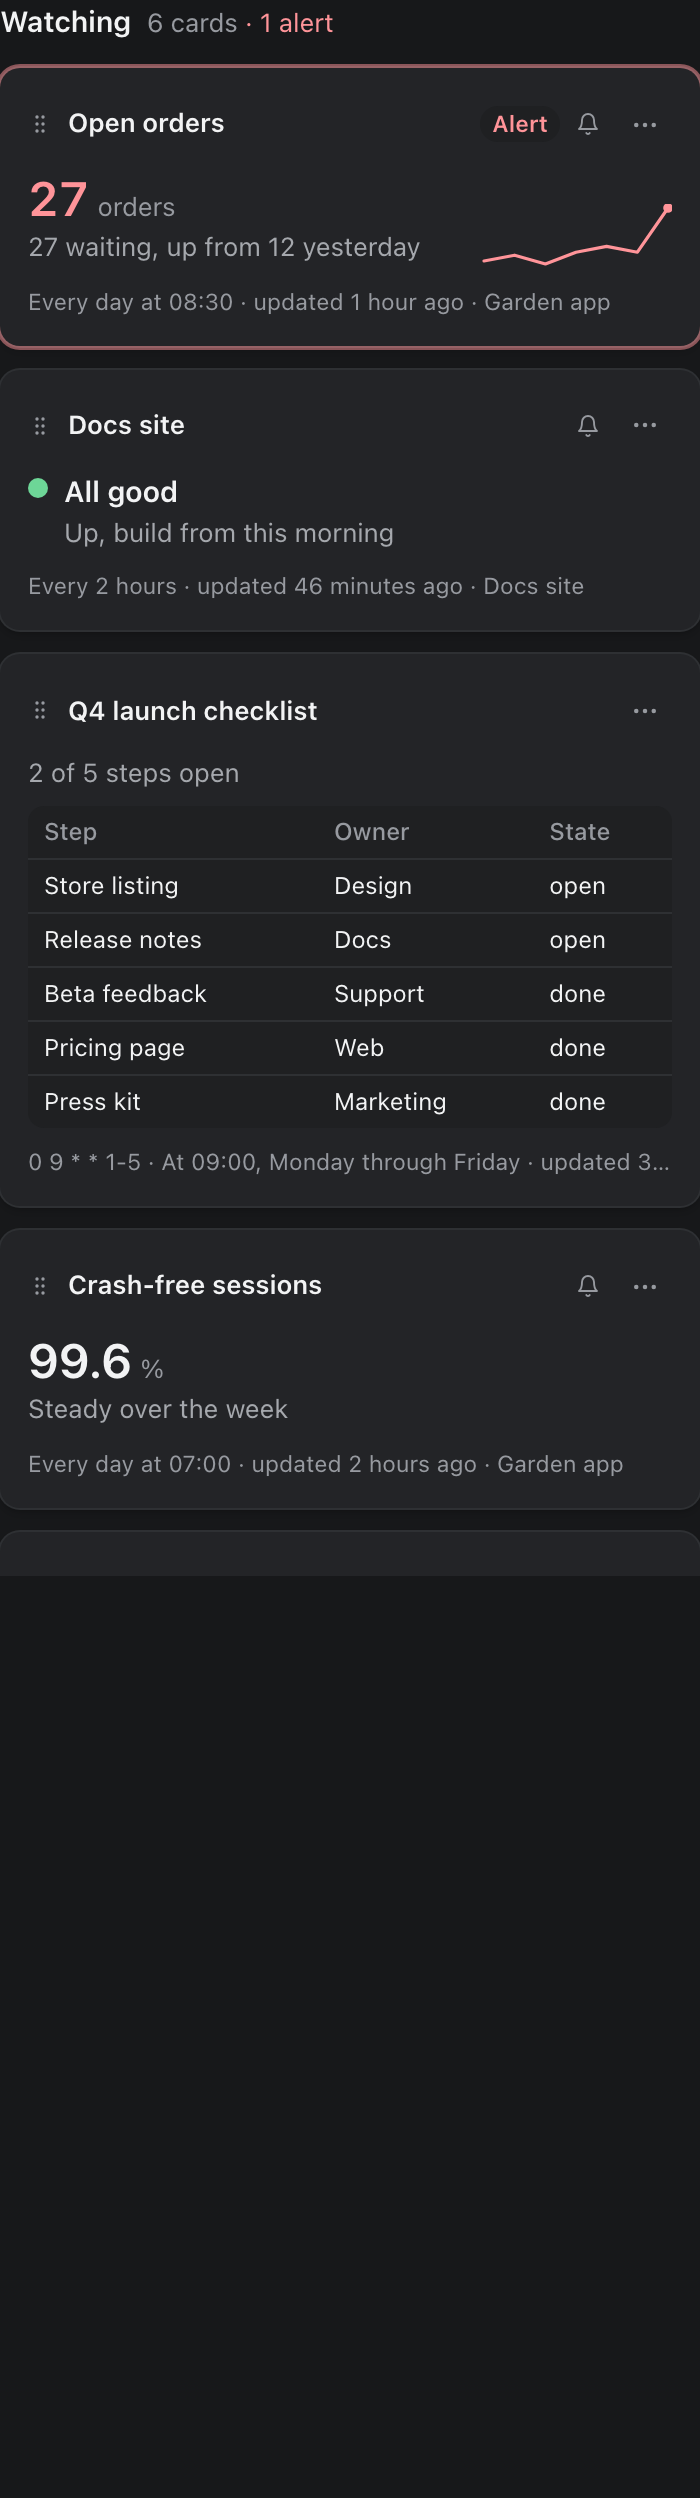 Watching 6 cards · 1 alert
Open orders Alert
27 orders
27 waiting, up from 12 yesterday
Every day at 08:30 · updated 1 hour ago · Garden app
Docs site
All good
Up, build from this morning
Every 2 hours · updated 46 minutes ago · Docs site
Q4 launch checklist
2 of 5 steps open
Step Owner State
Store listing Design open
Release notes Docs open
Beta feedback Support done
Pricing page Web done
Press kit Marketing done
0 9 * * 1-5 · At 09:00, Monday through Friday · updated 3...
Crash-free sessions
99.6 %
Steady over the week
Every day at 07:00 · updated 2 hours ago · Garden app